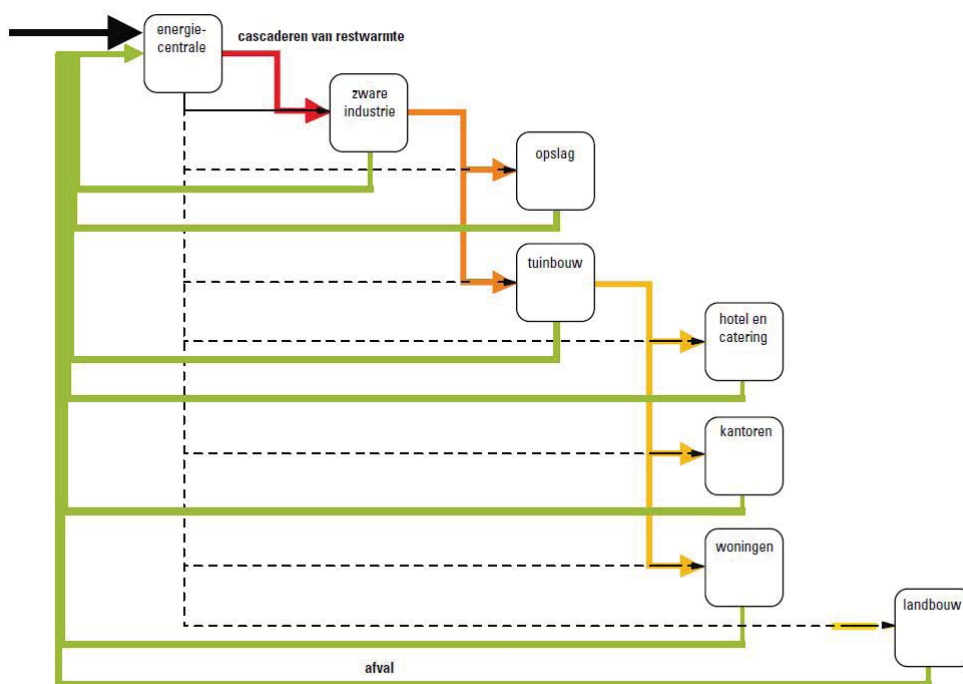 energie-
centrale
cascaderen van restwarmte
zware
industrie
opslag
tuinbouw
hotel en
catering
kantoren
woningen
landbouw
afval